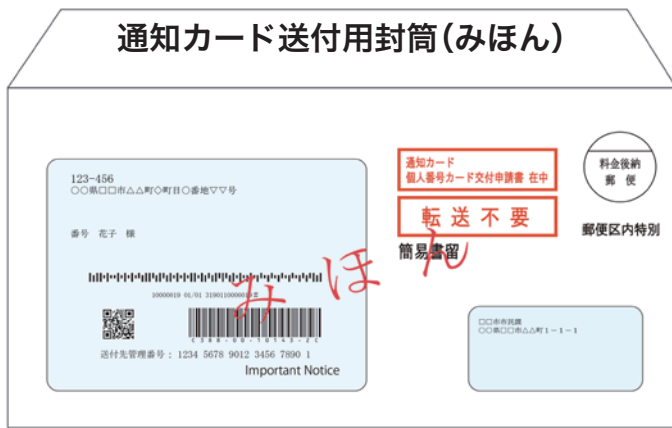 通知カード送付用封筒(みほん)
123-456
○○県□□市△△町◇町目○番地▽▽号
番号 花子 様
10000019 01/01 3190110000019
送付先管理番号：1234 5678 9012 3456 7890 1
Important Notice
通知カード
個人番号カード交付申請書 在中
転送不要
簡易書留
料金後納
郵便
郵便区内特別
みほん
□□市市民課
○○県□□市△△町1-1-1